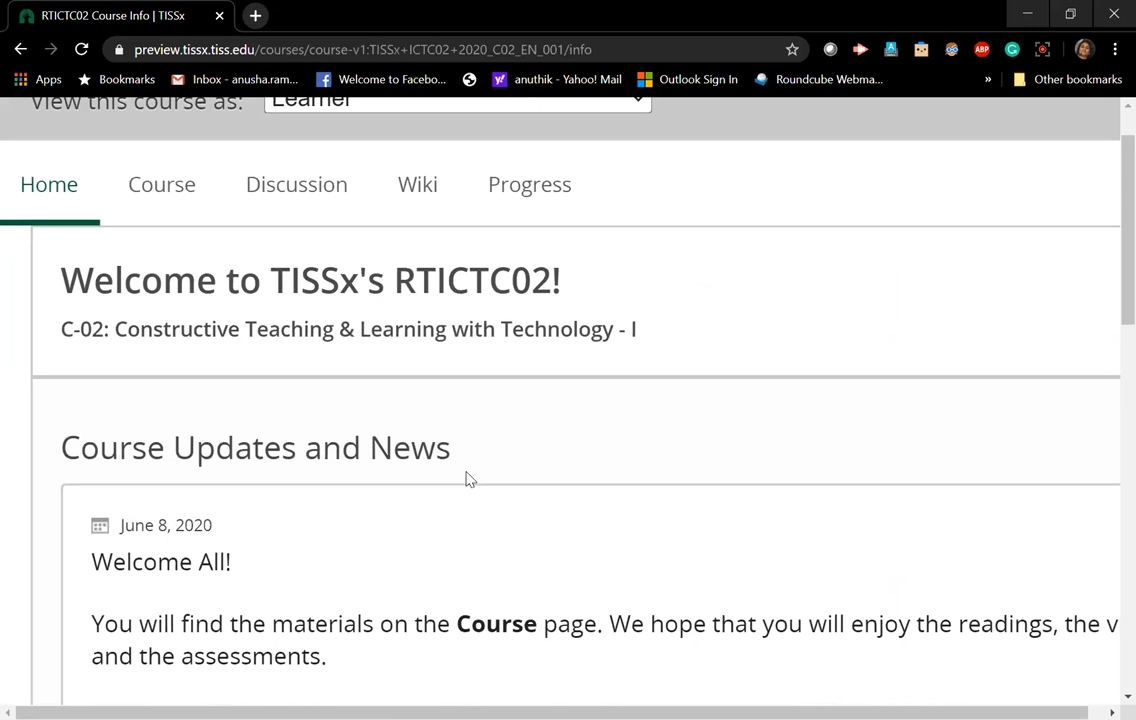 RTICTC02 Course Info | TISSx
preview.tissx.tiss.edu/courses/course-v1:TISSx+ICTC02+2020_C02_EN_001/info
Apps Bookmarks Inbox - anusha.ram... Welcome to Facebo... anuthik - Yahoo! Mail Outlook Sign In Roundcube Webma... » Other bookmarks
View this course as: Learner
Home Course Discussion Wiki Progress
Welcome to TISSx's RTICTC02!
C-02: Constructive Teaching & Learning with Technology - I
Course Updates and News
June 8, 2020
Welcome All!
You will find the materials on the Course page. We hope that you will enjoy the readings, the v
and the assessments.